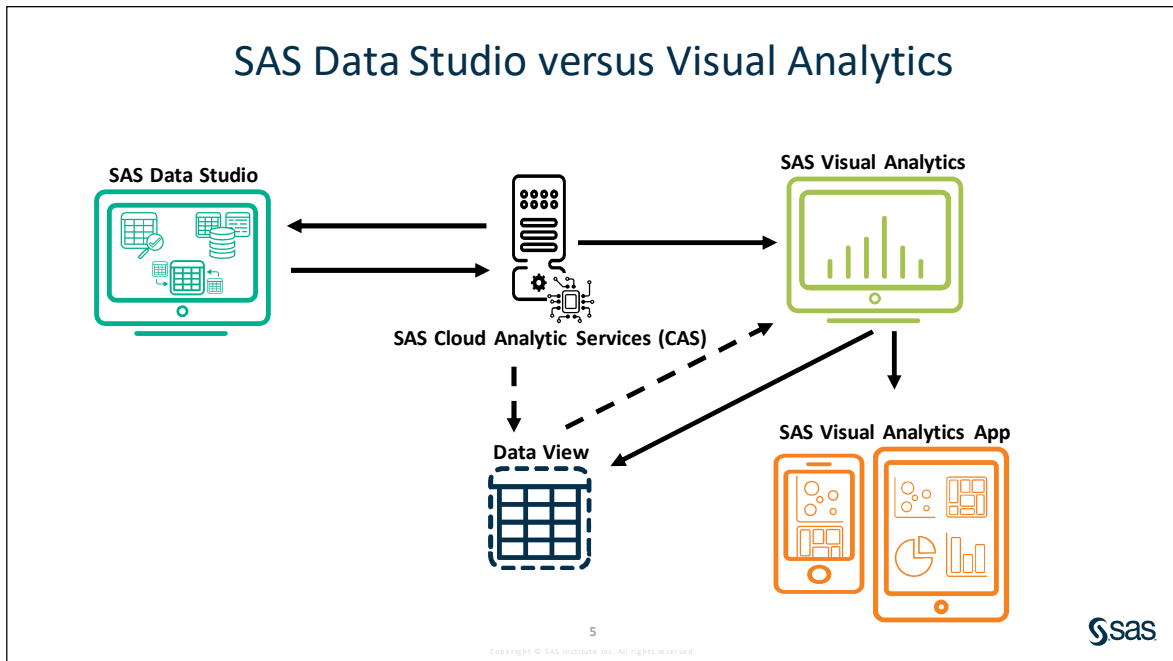 SAS Data Studio versus Visual Analytics
SAS Data Studio
SAS Visual Analytics
SAS Cloud Analytic Services (CAS)
Data View
SAS Visual Analytics App
5
Copyright © SAS Institute Inc. All rights reserved.
sas